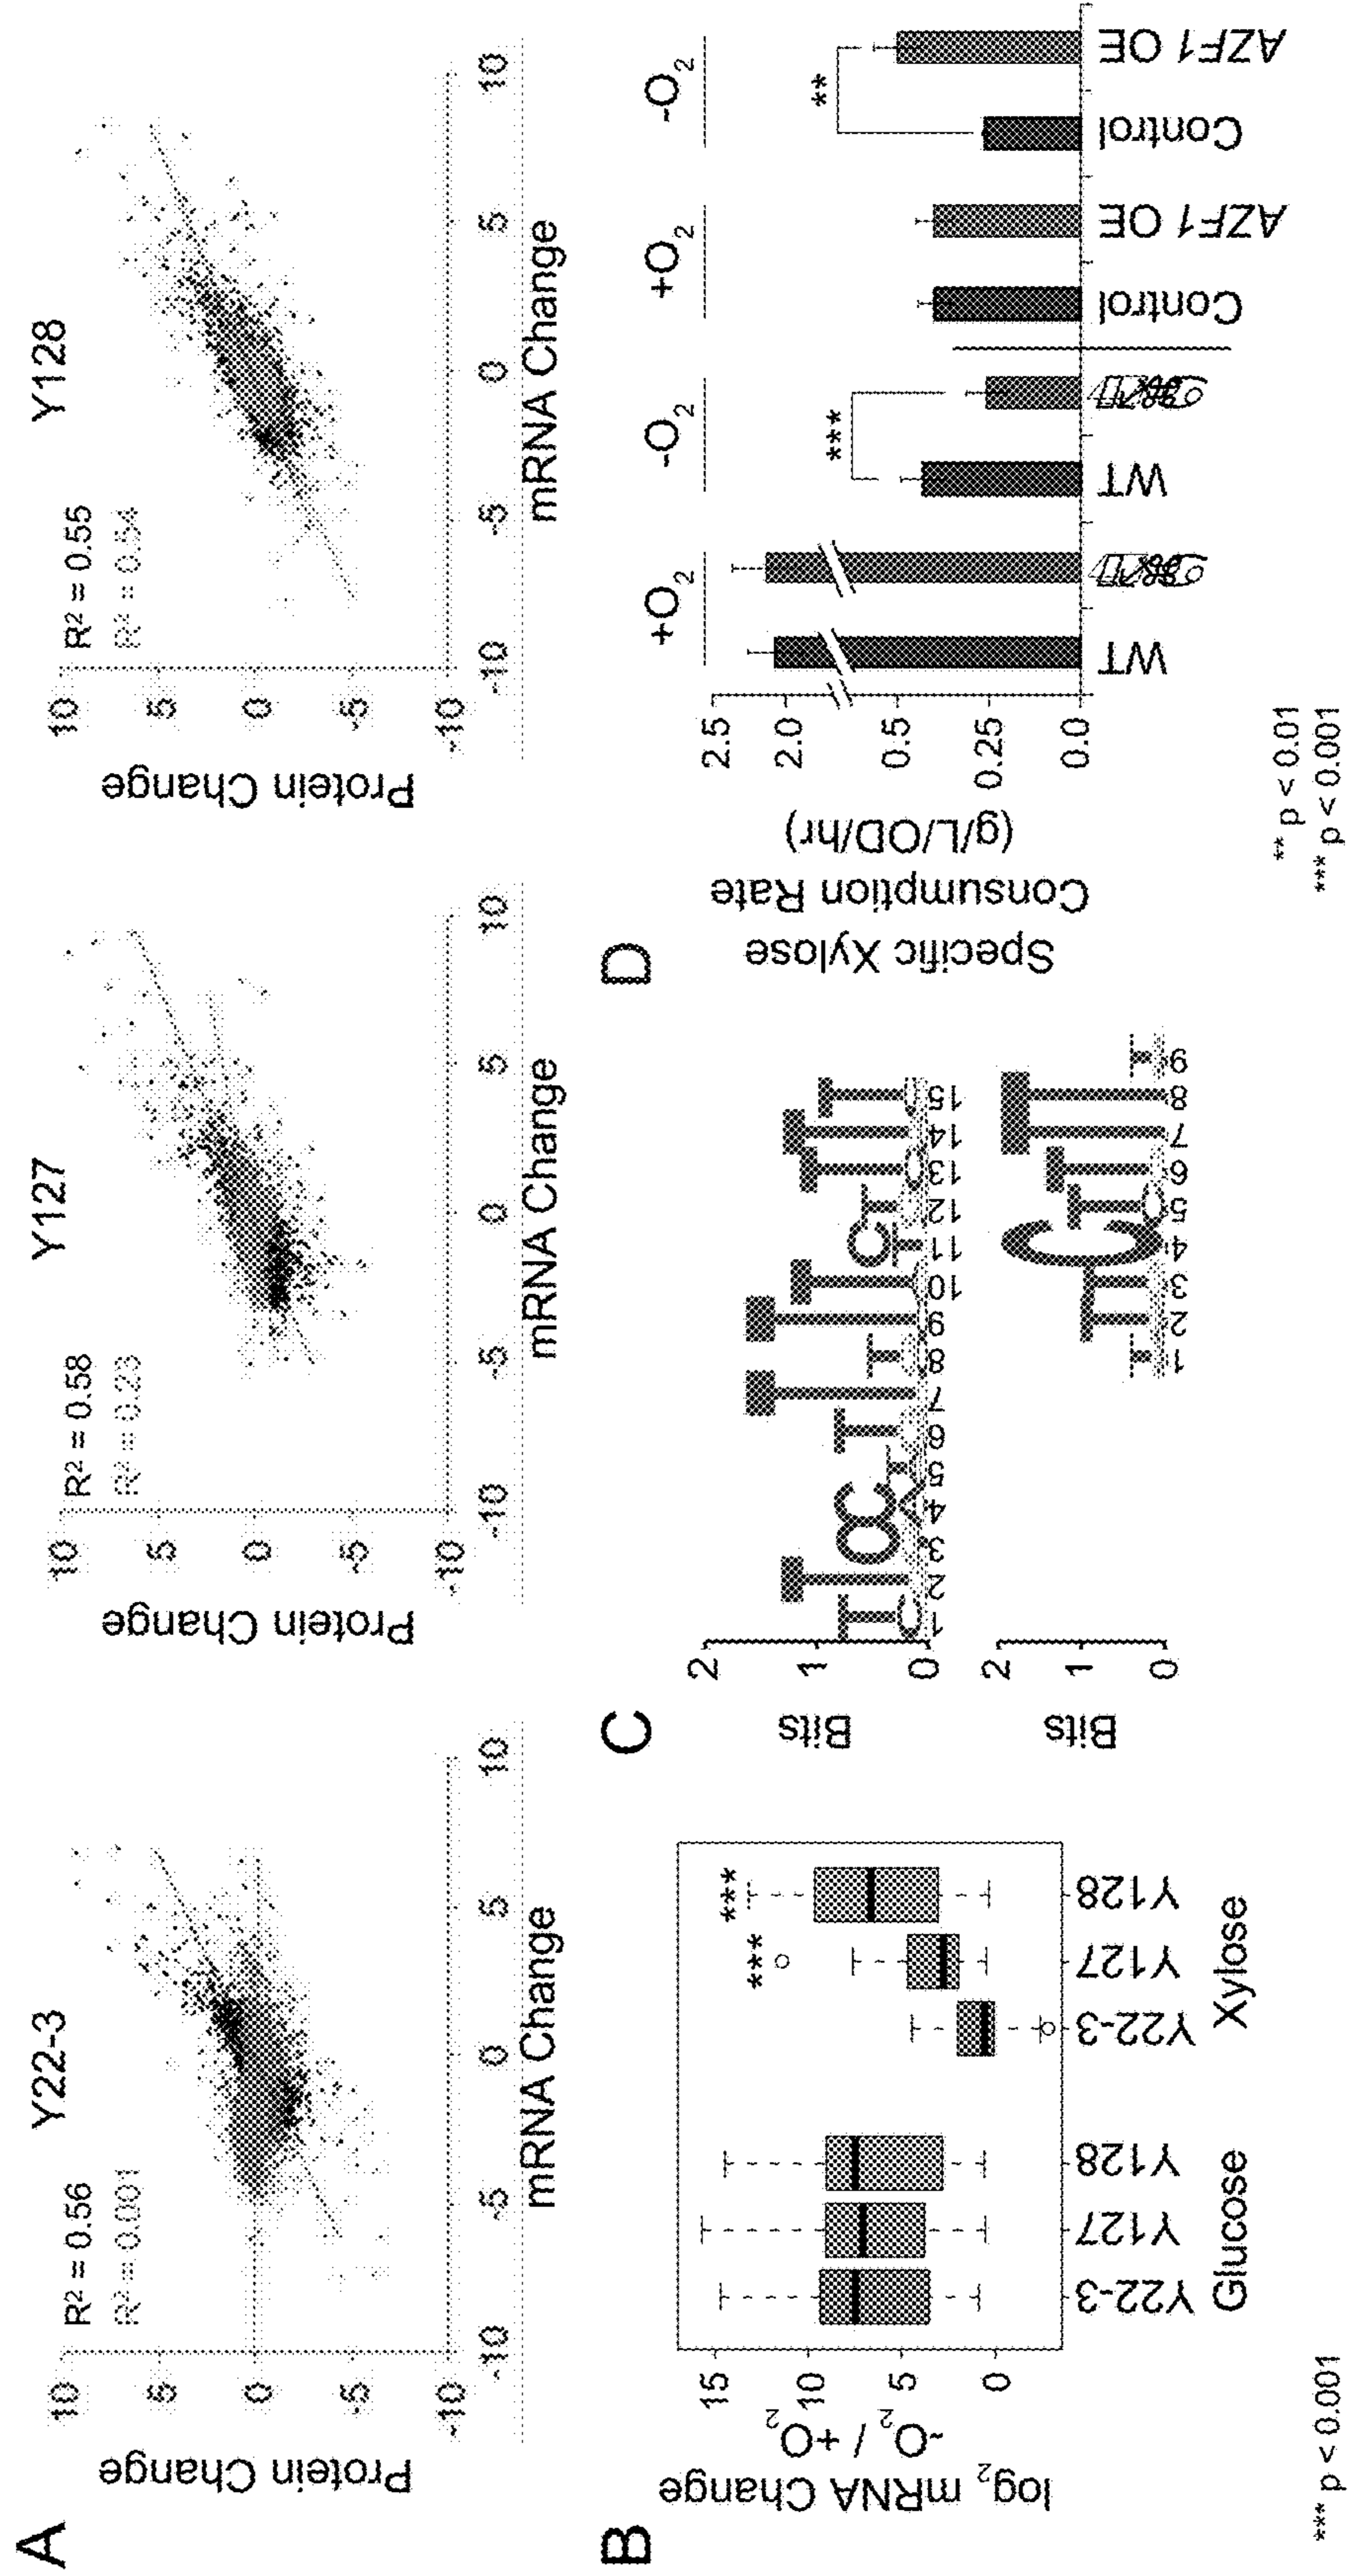 A
Y22-3
R² = 0.56
R² = 0.001
Protein Change
10
5
0
-5
-10
-10
-5
0
5
10
mRNA Change
Y127
R² = 0.58
R² = 0.23
Protein Change
10
5
0
-5
-10
-10
-5
0
5
10
mRNA Change
Y128
R² = 0.55
R² = 0.54
Protein Change
10
5
0
-5
-10
-10
-5
0
5
10
mRNA Change
B
log₂ mRNA Change
-O₂ / +O₂
15
10
5
0
*** ***
Y22-3 Y127 Y128 Y22-3 Y127 Y128
Glucose Xylose
*** p < 0.001
C
Bits
2
1
0
1 2 3 4 5 6 7 8 9 10 11 12 13 14 15
Bits
2
1
0
1 2 3 4 5 6 7 8 9
D
Specific Xylose
Consumption Rate
(g/L/OD/hr)
2.5
2.0
0.5
0.25
0.0
+O₂ -O₂ +O₂ -O₂
*** **
WT WT Control AZF1 OE Control AZF1 OE
** p < 0.01
*** p < 0.001